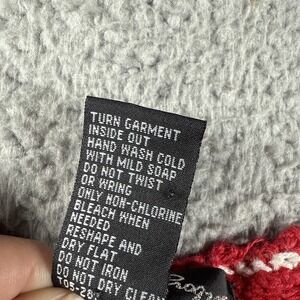 TURN GARMENT
INSIDE OUT
HAND WASH COLD
WITH MILD SOAP
DO NOT TWIST
OR WRING
ONLY NON-CHLORINE
BLEACH WHEN
NEEDED
RESHAPE AND
DRY FLAT
DO NOT IRON
DO NOT DRY CLEAN